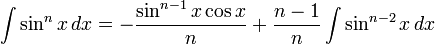 ∫ sinⁿ x dx = − (sinⁿ⁻¹ x cos x)/n + (n − 1)/n ∫ sinⁿ⁻² x dx